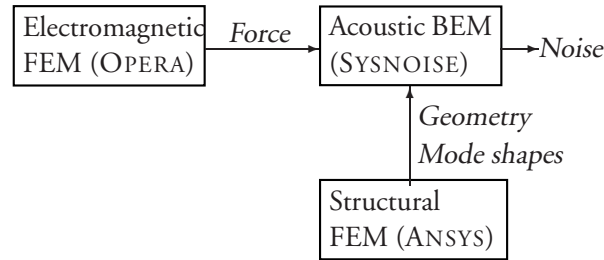 Electromagnetic
FEM (OPERA)
Force
Acoustic BEM
(SYSNOISE)
Noise
Geometry
Mode shapes
Structural
FEM (ANSYS)